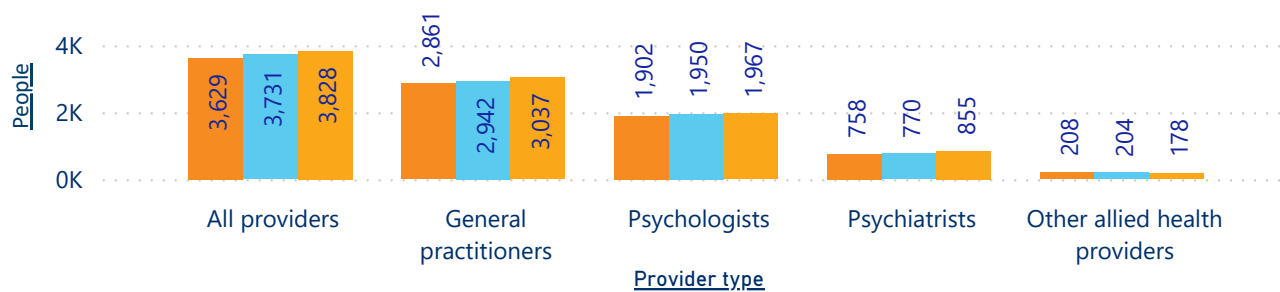 People
4K
2K
0K
3,629
3,731
3,828
2,861
2,942
3,037
1,902
1,950
1,967
758
770
855
208
204
178
All providers
General
practitioners
Psychologists
Psychiatrists
Other allied health
providers
Provider type